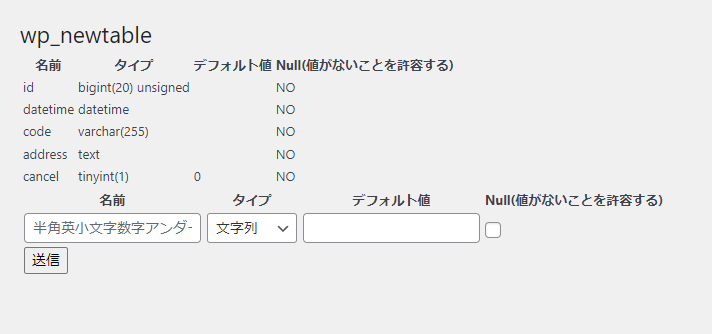 wp_newtable
名前 タイプ デフォルト値 Null(値がないことを許容する)
id bigint(20) unsigned NO
datetime datetime NO
code varchar(255) NO
address text NO
cancel tinyint(1) 0 NO
名前 タイプ デフォルト値 Null(値がないことを許容する)
半角英小文字数字アンダー 文字列
送信